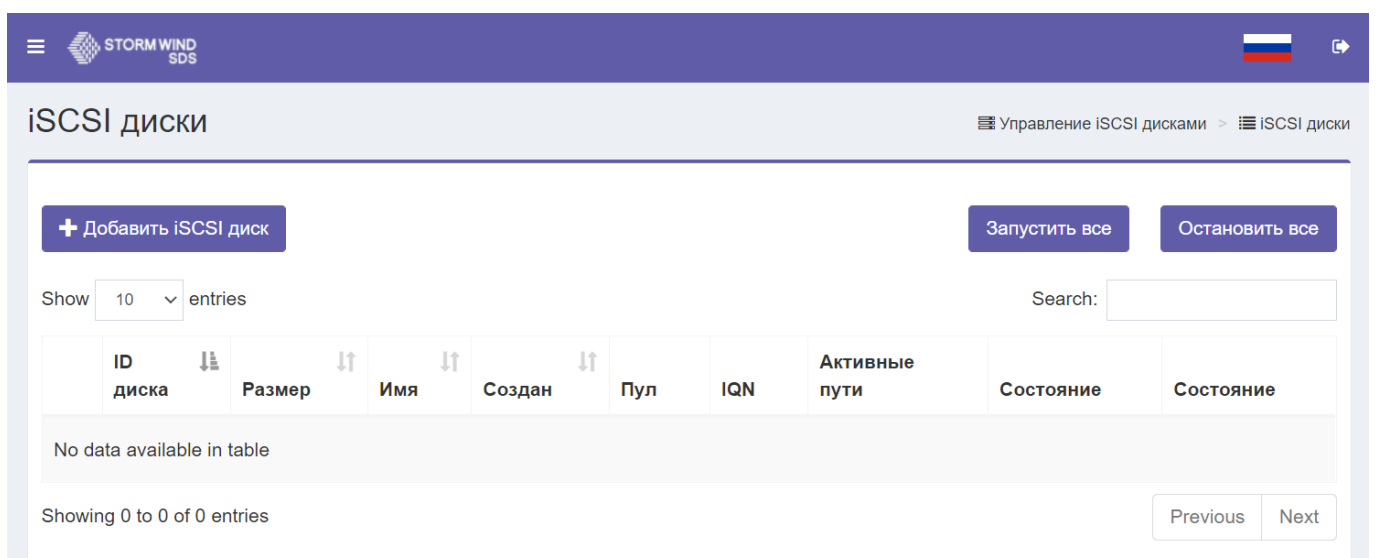 STORM WIND
SDS
iSCSI диски
Управление iSCSI дисками > iSCSI диски
Добавить iSCSI диск
Запустить все
Остановить все
Show 10 entries
Search:
ID диска
Размер
Имя
Создан
Пул
IQN
Активные пути
Состояние
Состояние
No data available in table
Showing 0 to 0 of 0 entries
Previous
Next